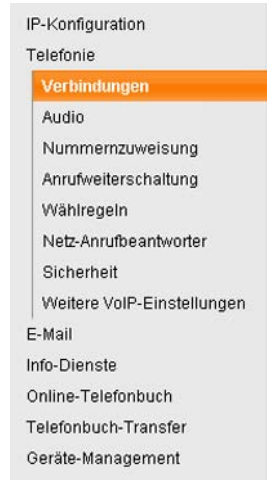 IP-Konfiguration
Telefonie
Verbindungen
Audio
Nummernzuweisung
Anrufweiterschaltung
Wählregeln
Netz-Anrufbeantworter
Sicherheit
Weitere VoIP-Einstellungen
E-Mail
Info-Dienste
Online-Telefonbuch
Telefonbuch-Transfer
Geräte-Management